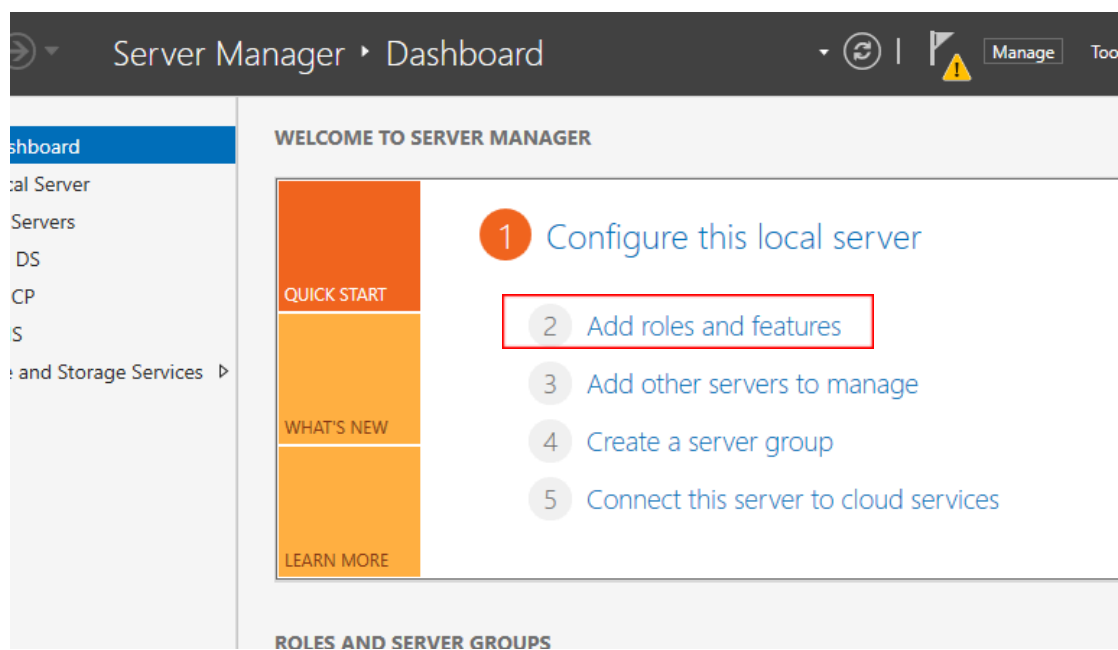 Server Manager ‣ Dashboard
Manage
Too
shboard
cal Server
Servers
DS
CP
S
and Storage Services
WELCOME TO SERVER MANAGER
QUICK START
WHAT'S NEW
LEARN MORE
1 Configure this local server
2 Add roles and features
3 Add other servers to manage
4 Create a server group
5 Connect this server to cloud services
ROLES AND SERVER GROUPS